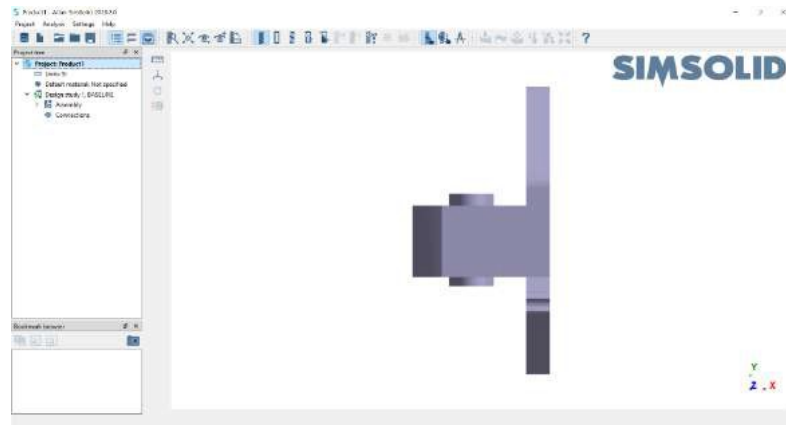 Product1 - Altair SimSolid 2019.4.0
Project Analysis Settings Help
?
Project tree
Project: Product1
Units: SI
Default material: Not specified
Design study 1, BASELINE
Assembly
Connections
Bookmark browser
SIMSOLID
Y
Z X